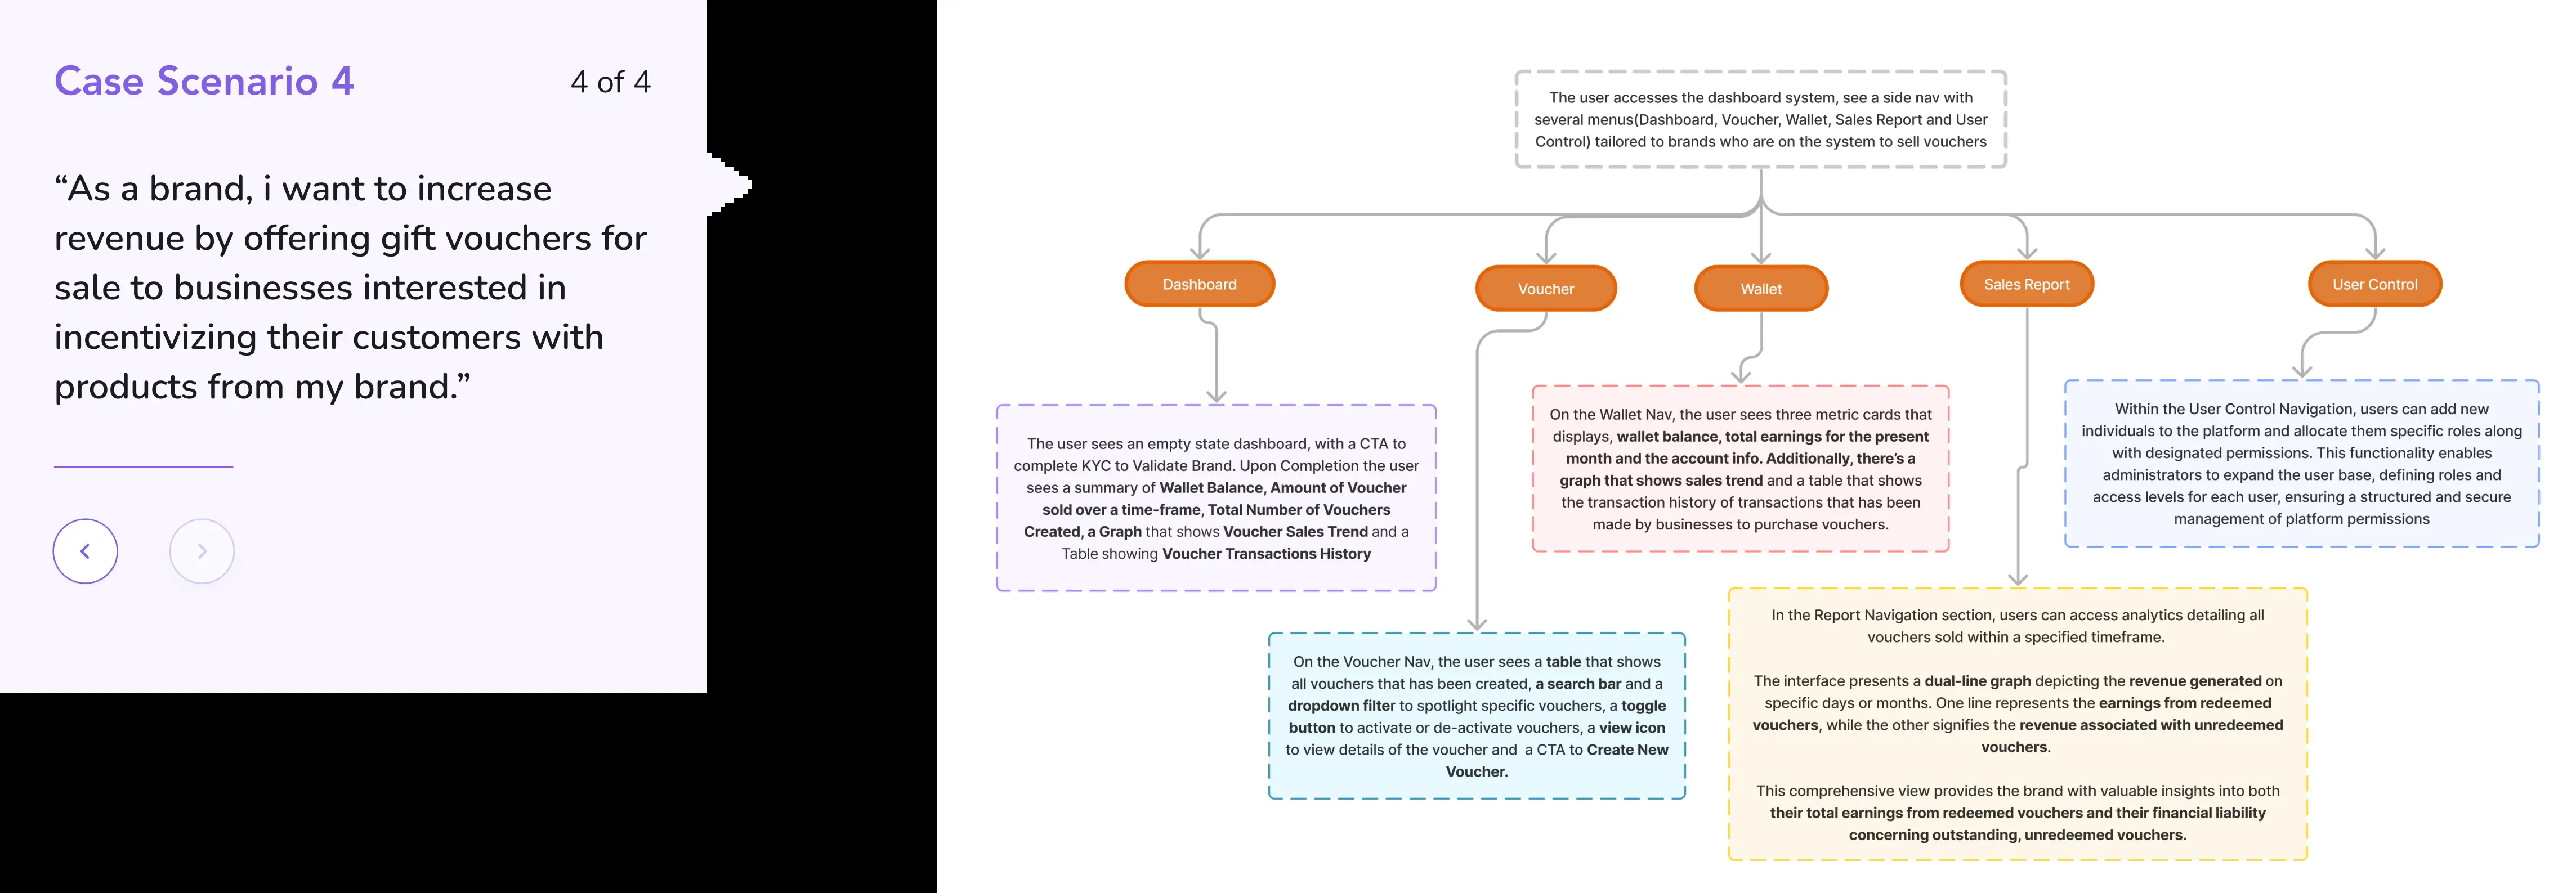 Case Scenario 4
4 of 4
“As a brand, i want to increase
revenue by offering gift vouchers for
sale to businesses interested in
incentivizing their customers with
products from my brand.”
The user accesses the dashboard system, see a side nav with
several menus(Dashboard, Voucher, Wallet, Sales Report and User
Control) tailored to brands who are on the system to sell vouchers
Dashboard
Voucher
Wallet
Sales Report
User Control
The user sees an empty state dashboard, with a CTA to
complete KYC to Validate Brand. Upon Completion the user
sees a summary of Wallet Balance, Amount of Voucher
sold over a time-frame, Total Number of Vouchers
Created, a Graph that shows Voucher Sales Trend and a
Table showing Voucher Transactions History
On the Voucher Nav, the user sees a table that shows
all vouchers that has been created, a search bar and a
dropdown filter to spotlight specific vouchers, a toggle
button to activate or de-activate vouchers, a view icon
to view details of the voucher and a CTA to Create New
Voucher.
On the Wallet Nav, the user sees three metric cards that
displays, wallet balance, total earnings for the present
month and the account info. Additionally, there’s a
graph that shows sales trend and a table that shows
the transaction history of transactions that has been
made by businesses to purchase vouchers.
In the Report Navigation section, users can access analytics detailing all
vouchers sold within a specified timeframe.
The interface presents a dual-line graph depicting the revenue generated on
specific days or months. One line represents the earnings from redeemed
vouchers, while the other signifies the revenue associated with unredeemed
vouchers.
This comprehensive view provides the brand with valuable insights into both
their total earnings from redeemed vouchers and their financial liability
concerning outstanding, unredeemed vouchers.
Within the User Control Navigation, users can add new
individuals to the platform and allocate them specific roles along
with designated permissions. This functionality enables
administrators to expand the user base, defining roles and
access levels for each user, ensuring a structured and secure
management of platform permissions